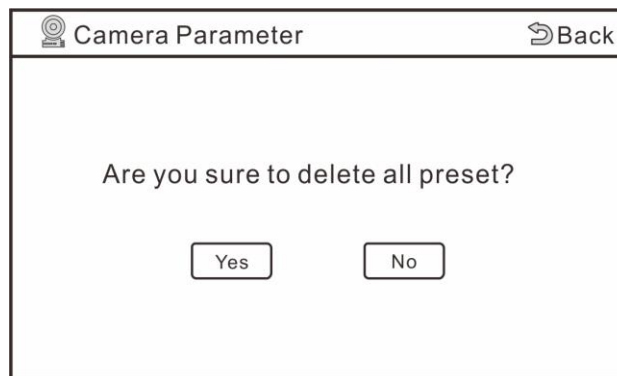 Camera Parameter Back
Are you sure to delete all preset?
Yes No